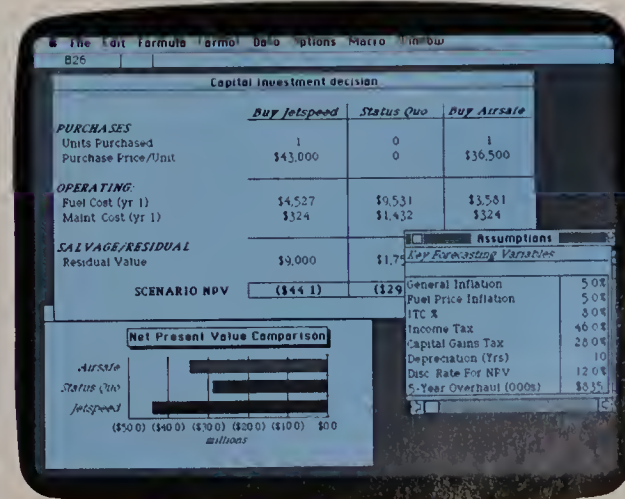 File Edit Formula Format Data Options Macro Window
B26
Capital Investment decision
Buy Jetspeed Status Quo Buy Airsafe
PURCHASES
Units Purchased 1 0 1
Purchase Price/Unit $43,000 0 $36,500
OPERATING:
Fuel Cost (yr 1) $4,527 $9,531 $3,581
Maint Cost (yr 1) $324 $1,432 $324
SALVAGE/RESIDUAL
Residual Value $9,000 $1,75
SCENARIO NPV ($44.1) ($29
Assumptions
Key Forecasting Variables
General Inflation 5.0%
Fuel Price Inflation 5.0%
ITC % 8.0%
Income Tax 46.0%
Capital Gains Tax 28.0%
Depreciation (Yrs) 10
Disc Rate For NPV 12.0%
5-Year Overhaul (000s) $835
Net Present Value Comparison
Airsafe
Status Quo
Jetspeed
($50.0) ($40.0) ($30.0) ($20.0) ($10.0) $0.0
millions